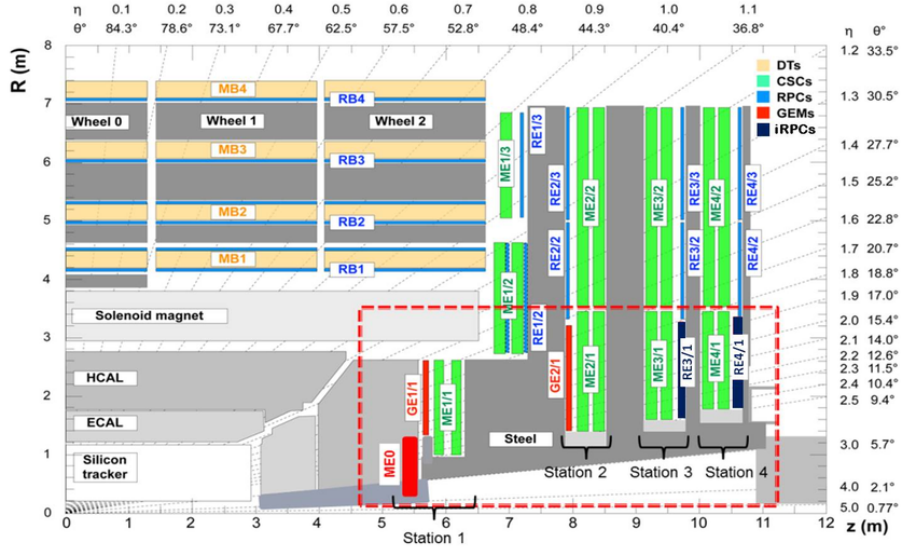 η 0.1 0.2 0.3 0.4 0.5 0.6 0.7 0.8 0.9 1.0 1.1 η θ°
θ° 84.3° 78.6° 73.1° 67.7° 62.5° 57.5° 52.8° 48.4° 44.3° 40.4° 36.8°
R (m)
8
7
6
5
4
3
2
1
0
1.2 33.5°
1.3 30.5°
1.4 27.7°
1.5 25.2°
1.6 22.8°
1.7 20.7°
1.8 18.8°
1.9 17.0°
2.0 15.4°
2.1 14.0°
2.2 12.6°
2.3 11.5°
2.4 10.4°
2.5 9.4°
3.0 5.7°
4.0 2.1°
5.0 0.77°
DTs
CSCs
RPCs
GEMs
iRPCs
MB4
RB4
Wheel 0
Wheel 1
Wheel 2
MB3
RB3
MB2
RB2
MB1
RB1
Solenoid magnet
HCAL
ECAL
Silicon
tracker
Steel
ME0
GE1/1
ME1/1
ME1/2
ME1/3
RE1/3
RE1/2
RE2/3
RE2/2
GE2/1
ME2/2
ME2/1
ME3/2
ME3/1
RE3/3
RE3/2
RE3/1
ME4/2
ME4/1
RE4/3
RE4/2
RE4/1
Station 2
Station 3
Station 4
0 1 2 3 4 5 6 7 8 9 10 11 12
Station 1
z (m)